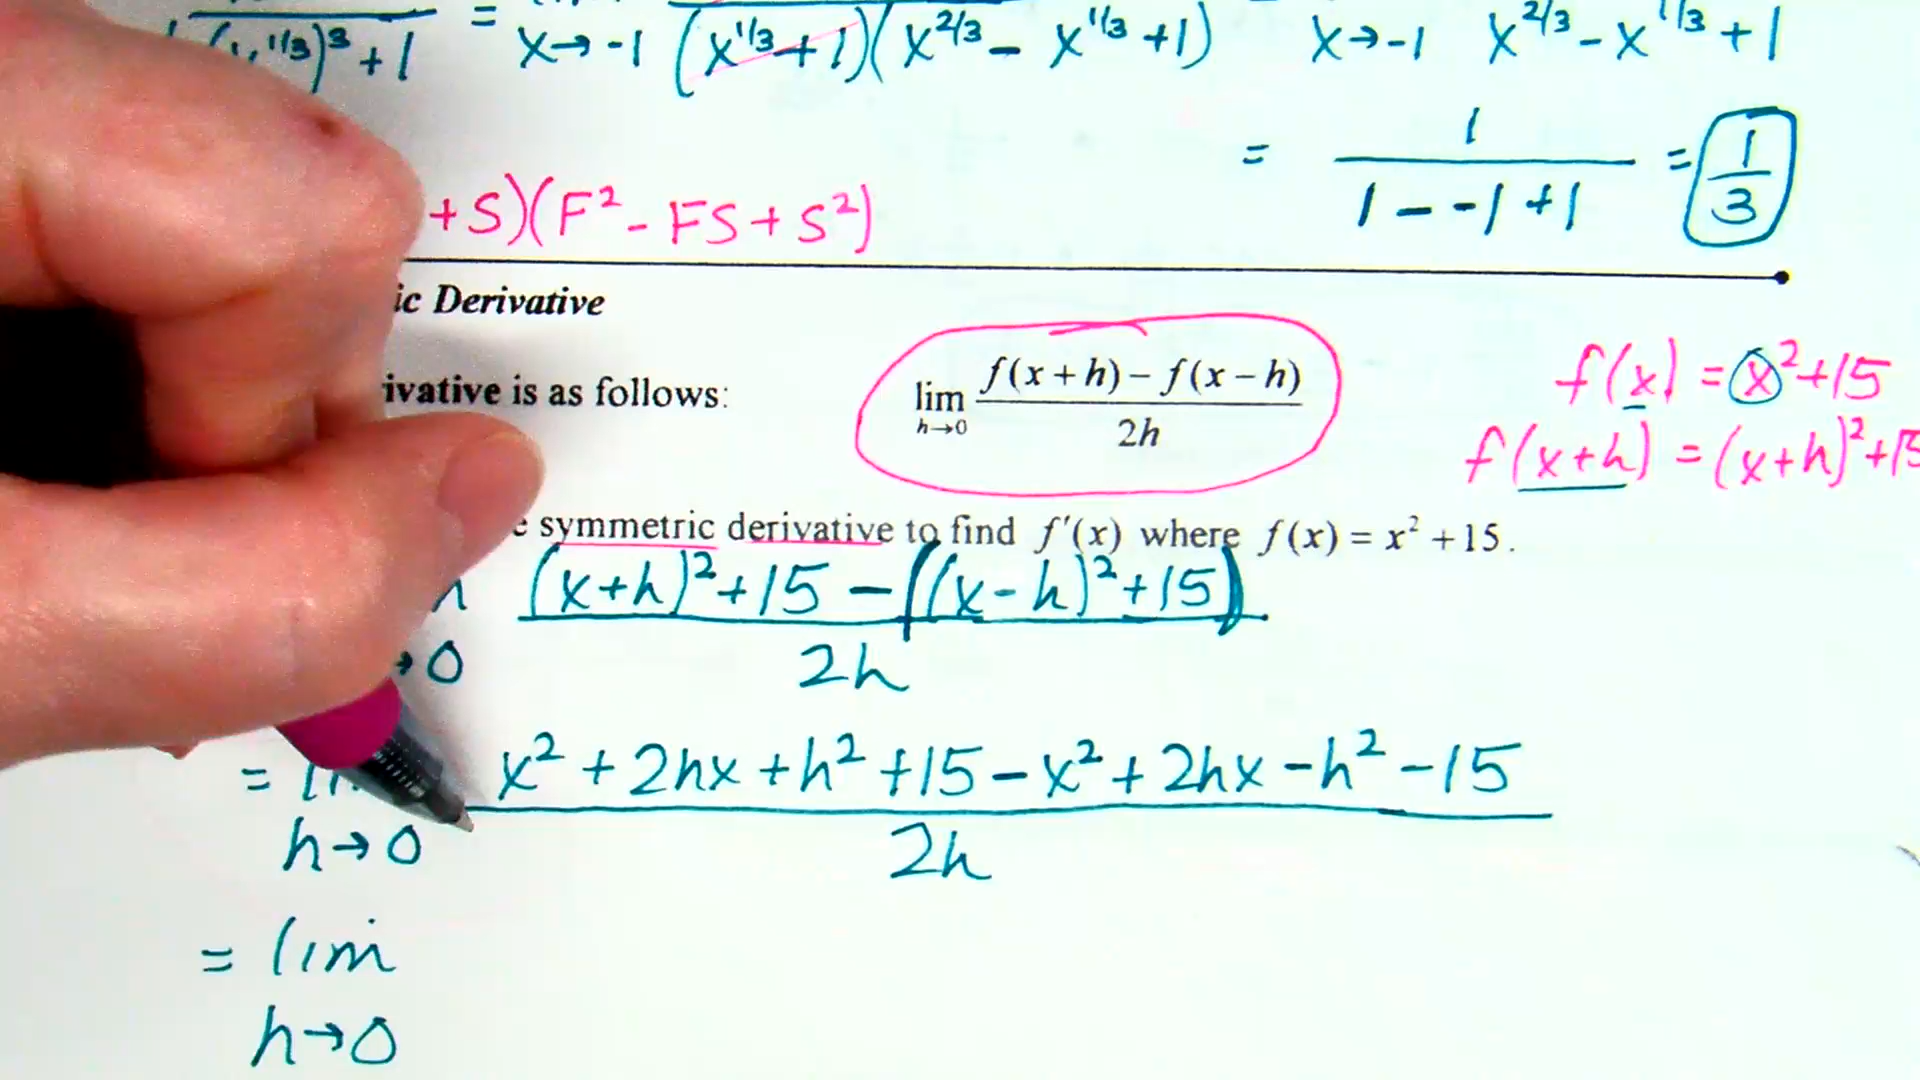 (x^{1/3})^3 + 1 = x→-1 (x^{1/3} + 1)(x^{2/3} - x^{1/3} + 1) x→-1 x^{2/3} - x^{1/3} + 1
= 1 / (1 - -1 + 1) = 1/3
+ S)(F² - FS + S²)
ic Derivative
ivative is as follows: lim h→0 (f(x + h) – f(x – h)) / 2h
f(x) = x² + 15
f(x+h) = (x+h)² + 15
symmetric derivative to find f′(x) where f(x) = x² + 15.
→0 ((x+h)² + 15 - ((x-h)² + 15)) / 2h
= h→0 (x² + 2hx + h² + 15 - x² + 2hx - h² - 15) / 2h
= lim
h→0